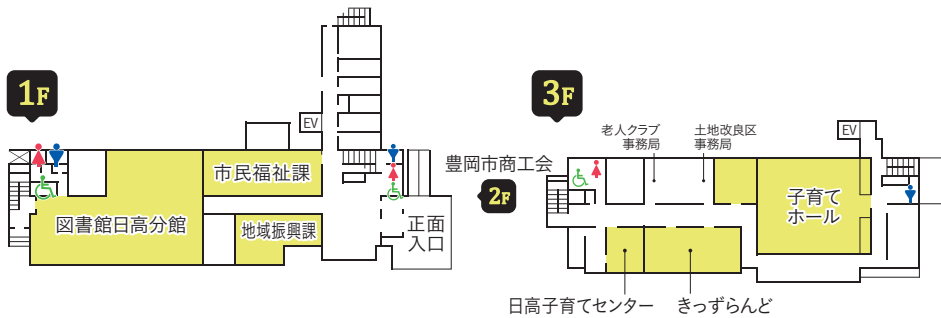 1F
EV
市民福祉課
図書館日高分館
地域振興課
正面
入口
豊岡市商工会
2F
3F
老人クラブ
事務局
土地改良区
事務局
EV
子育て
ホール
日高子育てセンター
きっずらんど